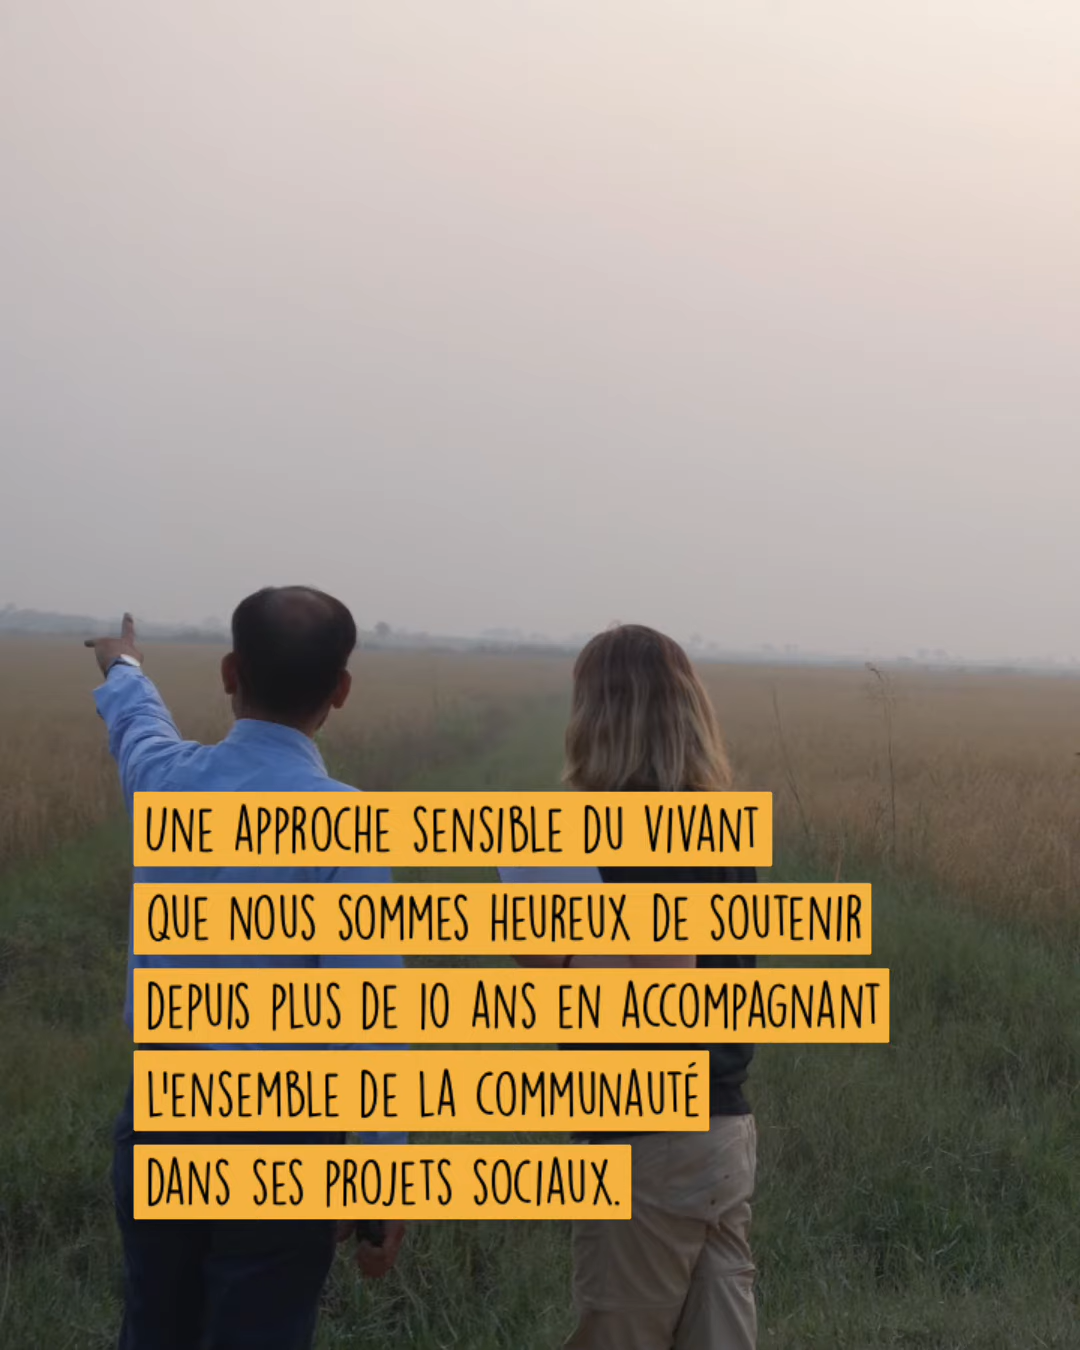 UNE APPROCHE SENSIBLE DU VIVANT
QUE NOUS SOMMES HEUREUX DE SOUTENIR
DEPUIS PLUS DE 10 ANS EN ACCOMPAGNANT
L'ENSEMBLE DE LA COMMUNAUTÉ
DANS SES PROJETS SOCIAUX.